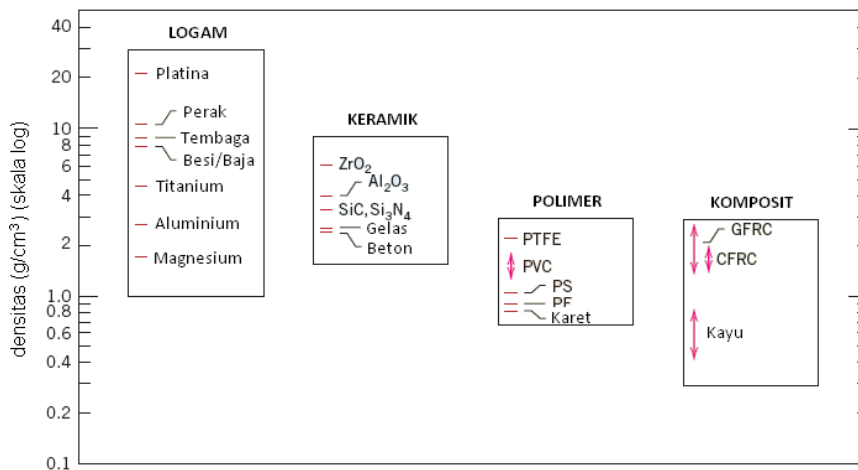 densitas (g/cm³) (skala log)
40
20
10
8
6
4
2
1.0
0.8
0.6
0.4
0.2
0.1
LOGAM
Platina
Perak
Tembaga
Besi/Baja
Titanium
Aluminium
Magnesium
KERAMIK
ZrO₂
Al₂O₃
SiC, Si₃N₄
Gelas
Beton
POLIMER
PTFE
PVC
PS
PE
Karet
KOMPOSIT
GFRC
CFRC
Kayu